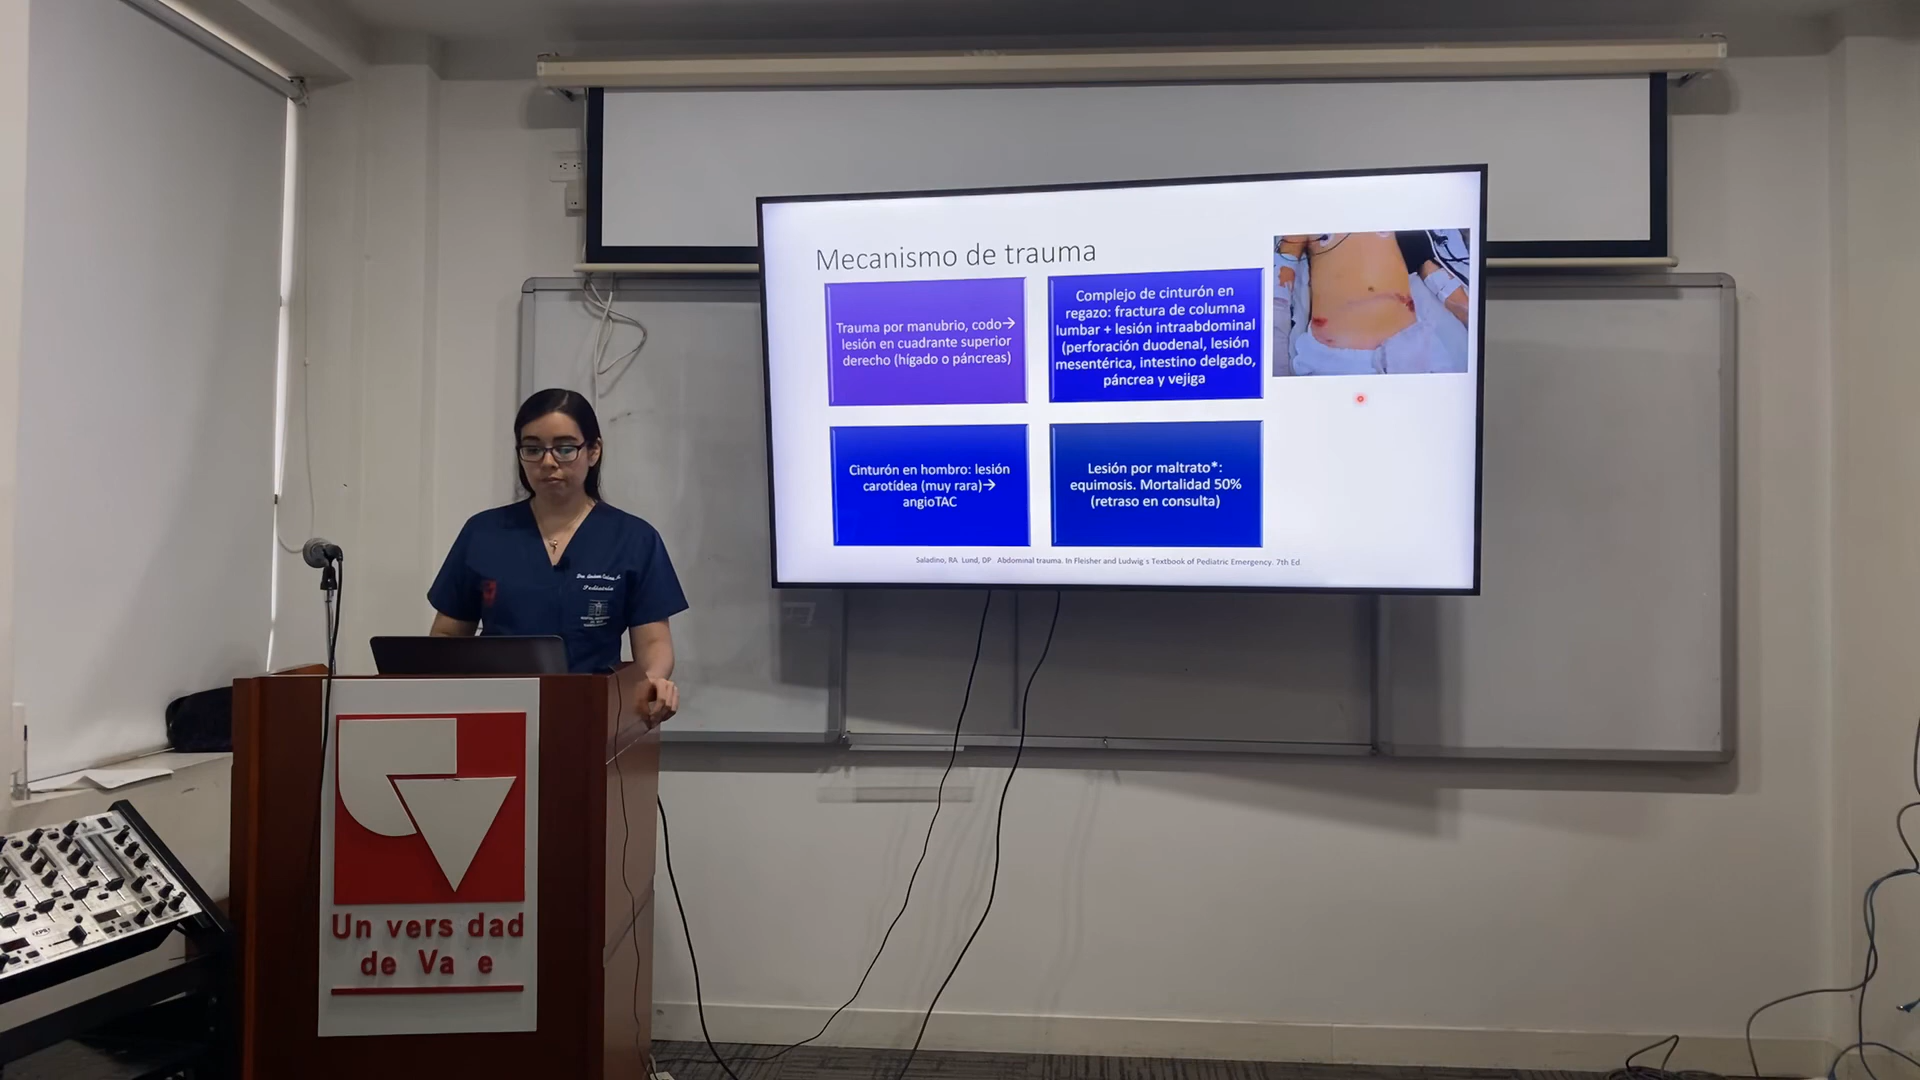 Mecanismo de trauma
Trauma por manubrio, codo→
lesión en cuadrante superior
derecho (hígado o páncreas)
Complejo de cinturón en
regazo: fractura de columna
lumbar + lesión intraabdominal
(perforación duodenal, lesión
mesentérica, intestino delgado,
páncrea y vejiga
Cinturón en hombro: lesión
carotídea (muy rara)→
angioTAC
Lesión por maltrato*:
equimosis. Mortalidad 50%
(retraso en consulta)
Saladino, RA Lund, DP Abdominal trauma. In Fleisher and Ludwig´s Textbook of Pediatric Emergency. 7th Ed
Pediatría
Un vers dad
de Va e